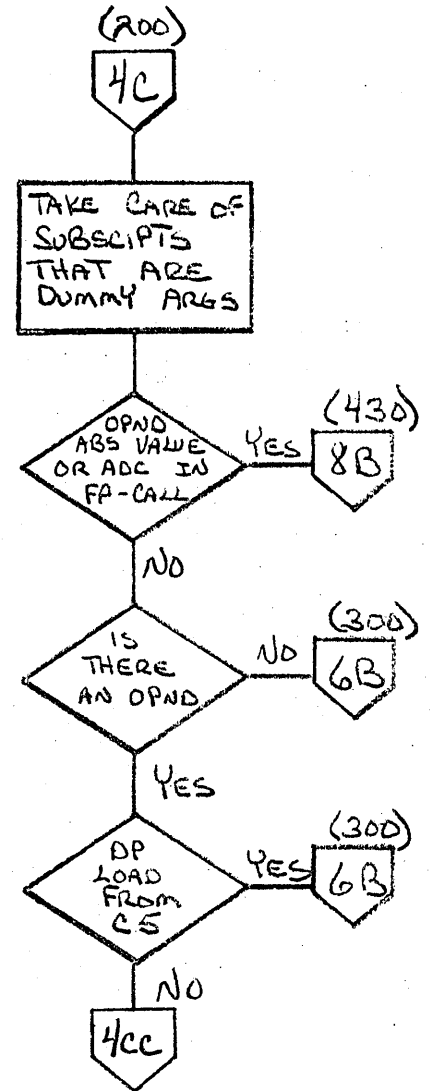 (200)
4C
TAKE CARE OF
SUBSCIPTS
THAT ARE
DUMMY ARGS
OPND
ABS VALUE
OR ADC IN
FP-CALL
YES
(430)
8B
NO
IS
THERE
AN OPND
NO
(300)
6B
YES
DP
LOAD
FROM
C.5
YES
(300)
6B
NO
4CC